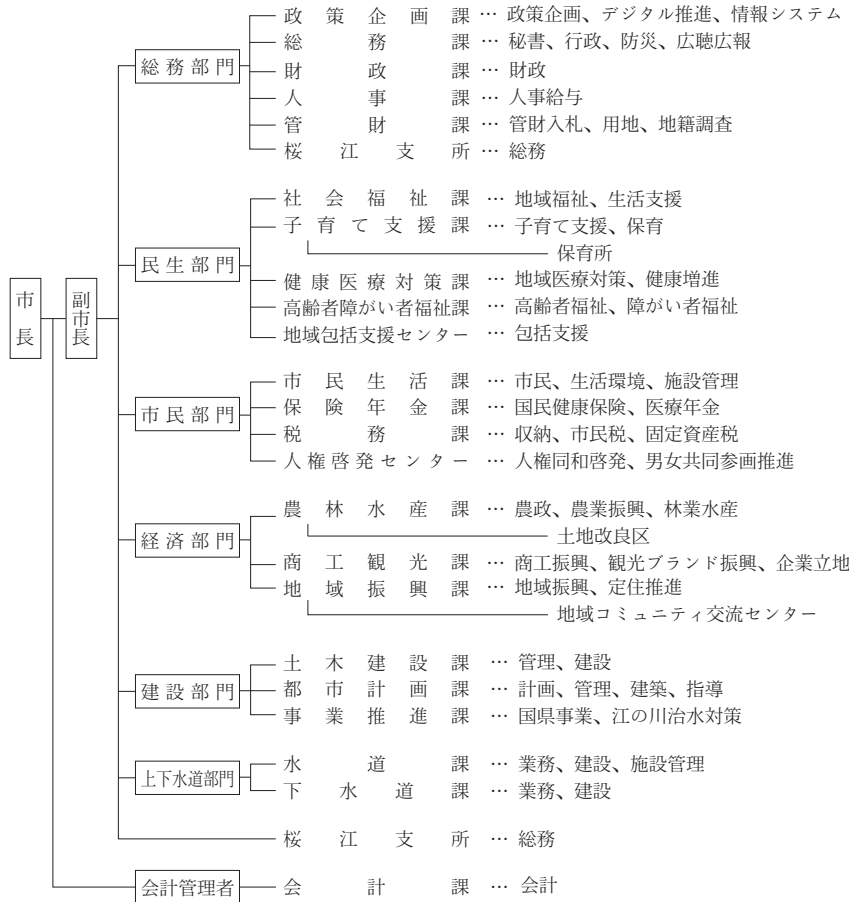 市長
副市長
総務部門
政策企画課 … 政策企画、デジタル推進、情報システム
総務課 … 秘書、行政、防災、広聴広報
財政課 … 財政
人事課 … 人事給与
管財課 … 管財入札、用地、地籍調査
桜江支所 … 総務
民生部門
社会福祉課 … 地域福祉、生活支援
子育て支援課 … 子育て支援、保育
保育所
健康医療対策課 … 地域医療対策、健康増進
高齢者障がい者福祉課 … 高齢者福祉、障がい者福祉
地域包括支援センター … 包括支援
市民部門
市民生活課 … 市民、生活環境、施設管理
保険年金課 … 国民健康保険、医療年金
税務課 … 収納、市民税、固定資産税
人権啓発センター … 人権同和啓発、男女共同参画推進
経済部門
農林水産課 … 農政、農業振興、林業水産
土地改良区
商工観光課 … 商工振興、観光ブランド振興、企業立地
地域振興課 … 地域振興、定住推進
地域コミュニティ交流センター
建設部門
土木建設課 … 管理、建設
都市計画課 … 計画、管理、建築、指導
事業推進課 … 国県事業、江の川治水対策
上下水道部門
水道課 … 業務、建設、施設管理
下水道課 … 業務、建設
桜江支所 … 総務
会計管理者
会計課 … 会計